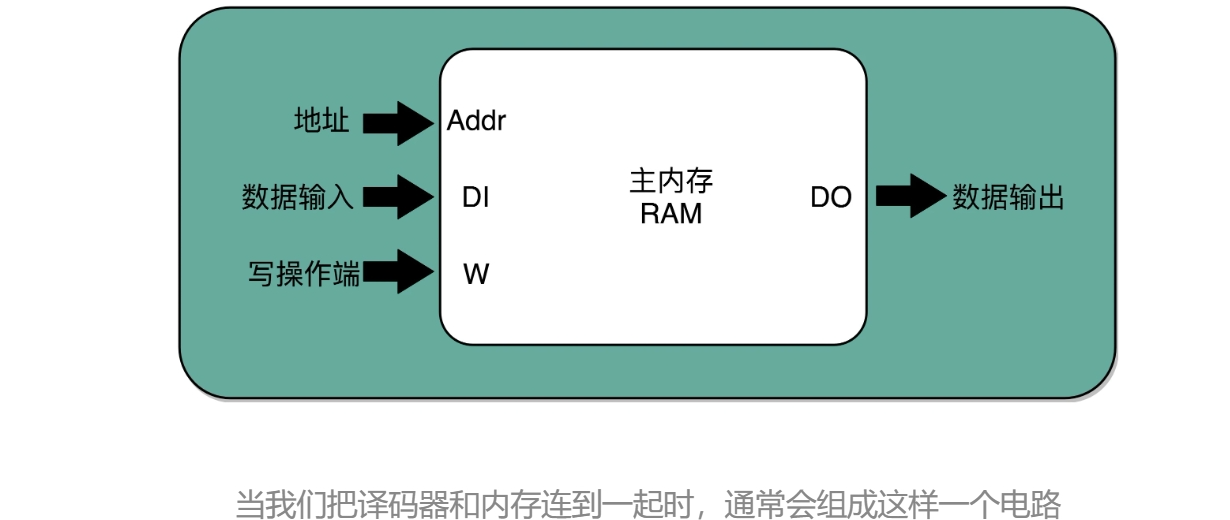 地址 Addr
数据输入 DI 主内存 DO 数据输出
RAM
写操作端 W
当我们把译码器和内存连到一起时，通常会组成这样一个电路